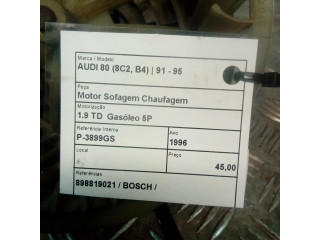 Marca / Modelo
AUDI 80 (8C2, B4) | 91 - 95
Peça
Motor Sofagem Chaufagem
Motorização
1.9 TD Gasóleo 5P
Referência Interna
P-3899GS
Ano
1996
Local
Preço
45,00
Referências
898819021 / BOSCH /